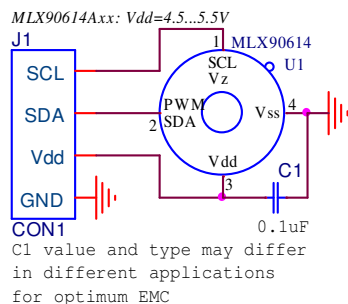 MLX90614Axx: Vdd=4.5...5.5V
J1
1
MLX90614
U1
SCL
SCL
Vz
SDA
2
PWM
SDA
Vss
4
Vdd
Vdd
3
C1
GND
0.1uF
CON1
C1 value and type may differ
in different applications
for optimum EMC